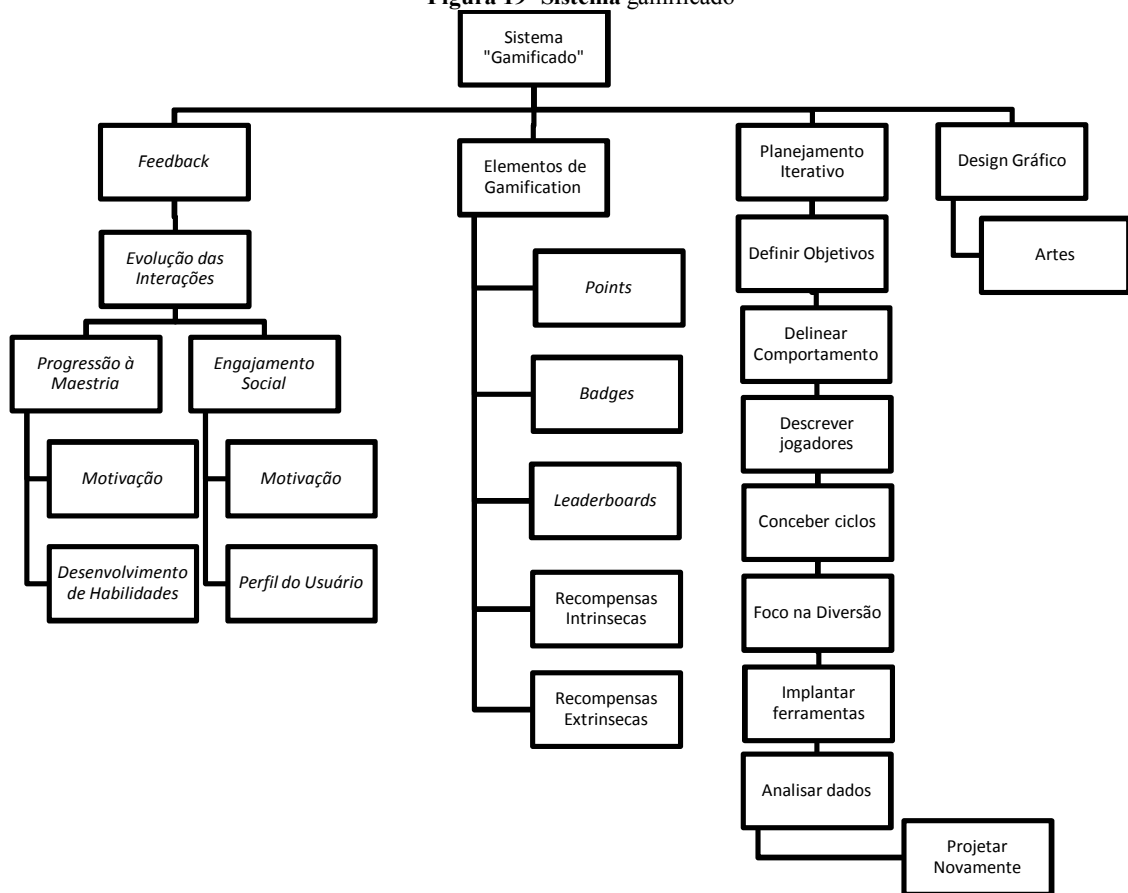 Figura 19- Sistema gamificado
Sistema
"Gamificado"
Feedback
Evolução das
Interações
Progressão à
Maestria
Motivação
Desenvolvimento
de Habilidades
Engajamento
Social
Motivação
Perfil do Usuário
Elementos de
Gamification
Points
Badges
Leaderboards
Recompensas
Intrinsecas
Recompensas
Extrinsecas
Planejamento
Iterativo
Definir Objetivos
Delinear
Comportamento
Descrever
jogadores
Conceber ciclos
Foco na Diversão
Implantar
ferramentas
Analisar dados
Projetar
Novamente
Design Gráfico
Artes